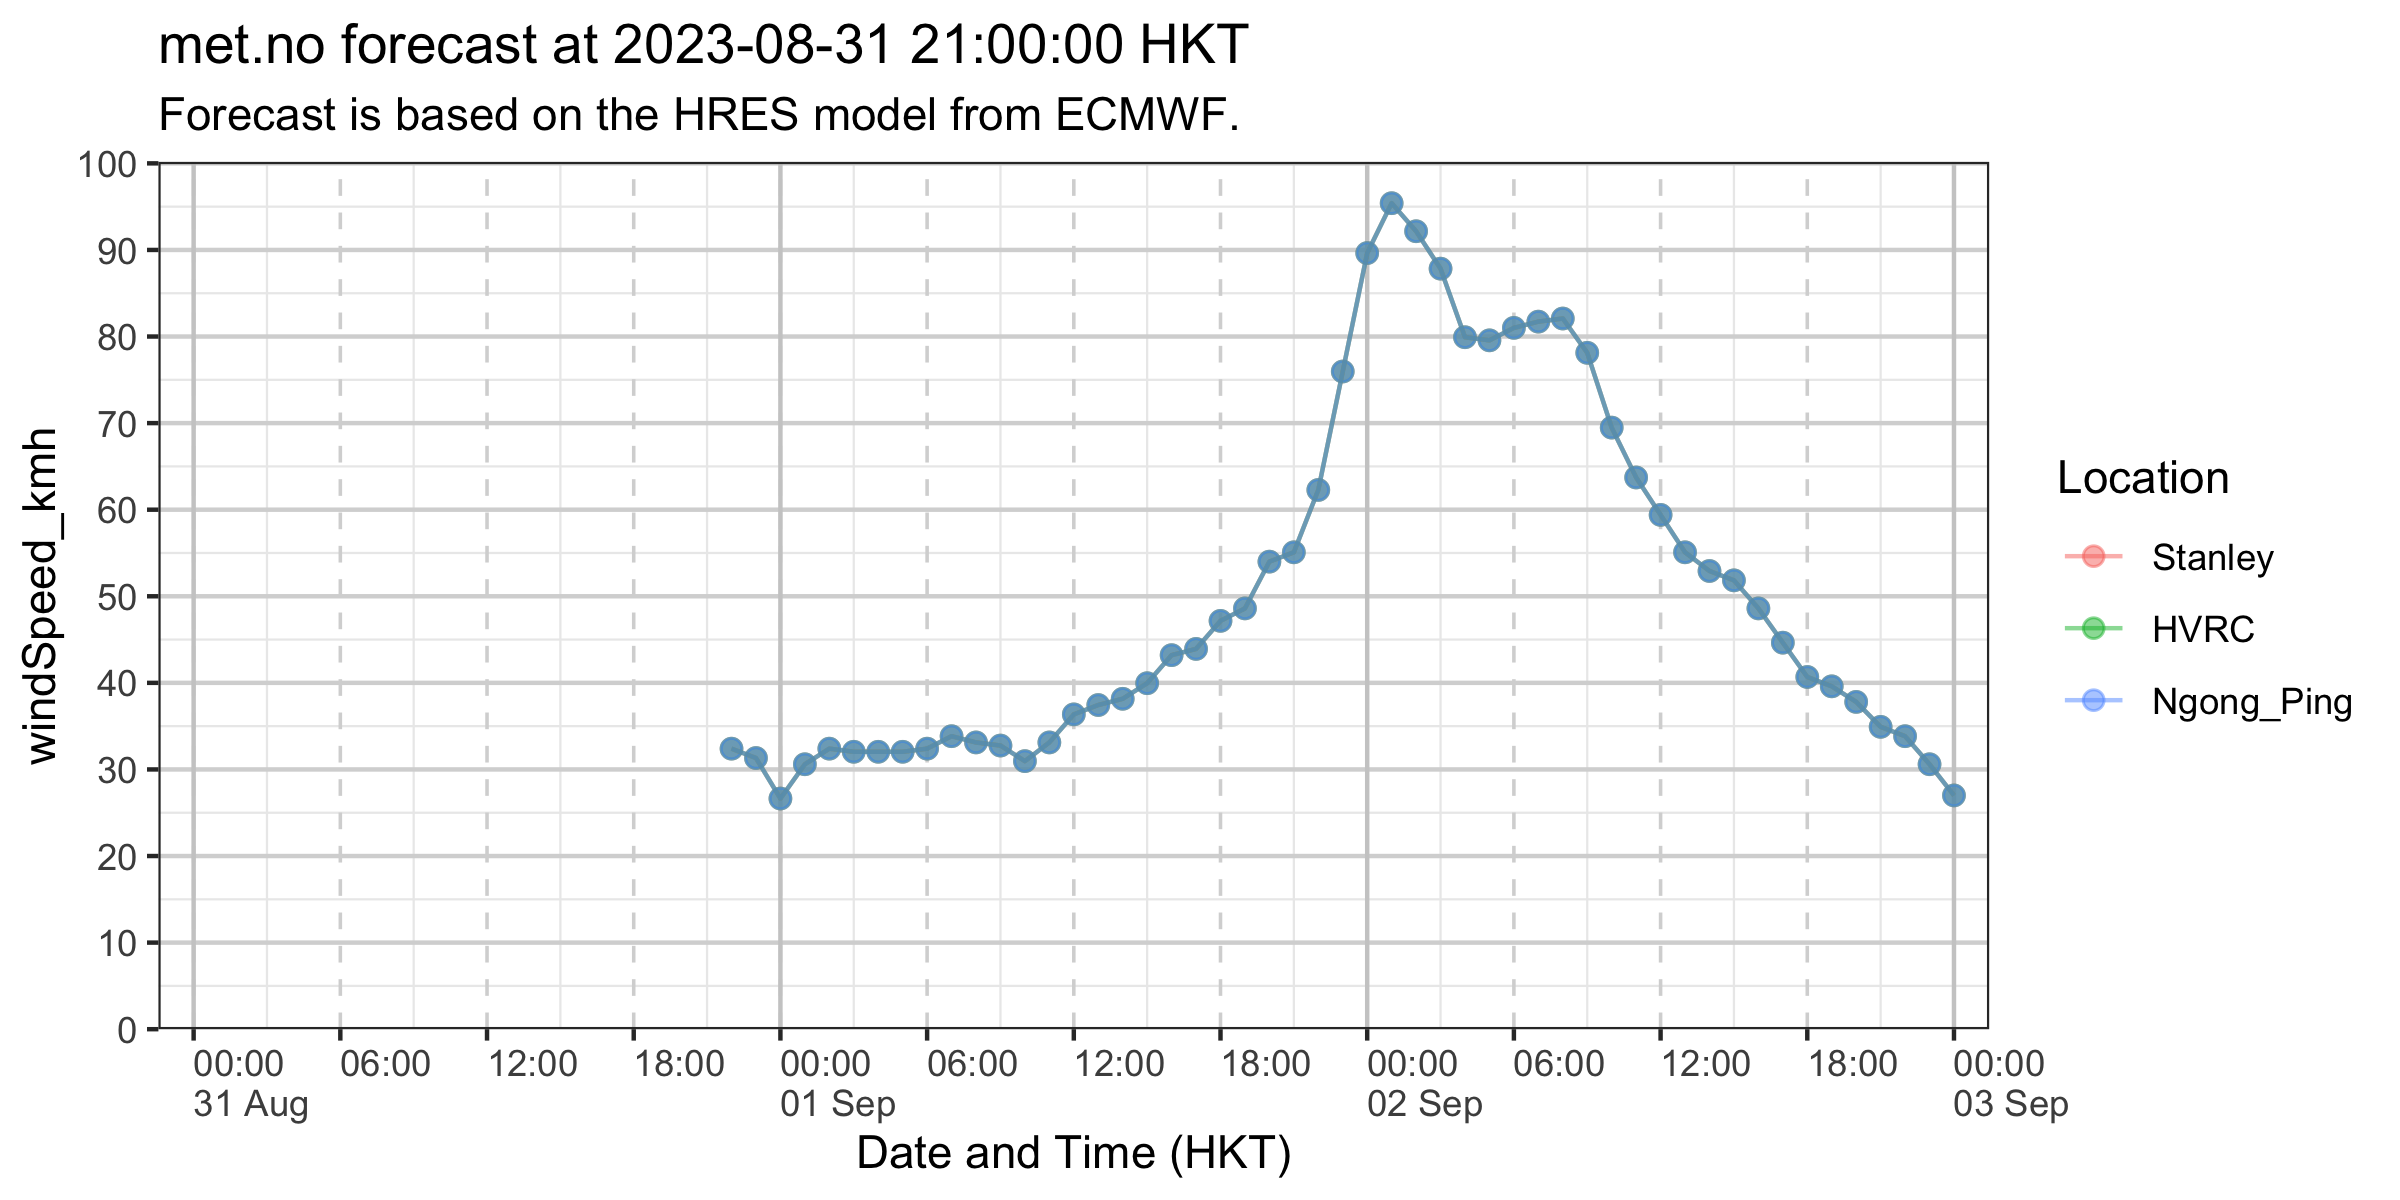 met.no forecast at 2023-08-31 21:00:00 HKT
Forecast is based on the HRES model from ECMWF.
windSpeed_kmh
100
90
80
70
60
50
40
30
20
10
0
00:00 06:00 12:00 18:00 00:00 06:00 12:00 18:00 00:00 06:00 12:00 18:00 00:00
31 Aug 01 Sep 02 Sep 03 Sep
Date and Time (HKT)
Location
Stanley
HVRC
Ngong_Ping